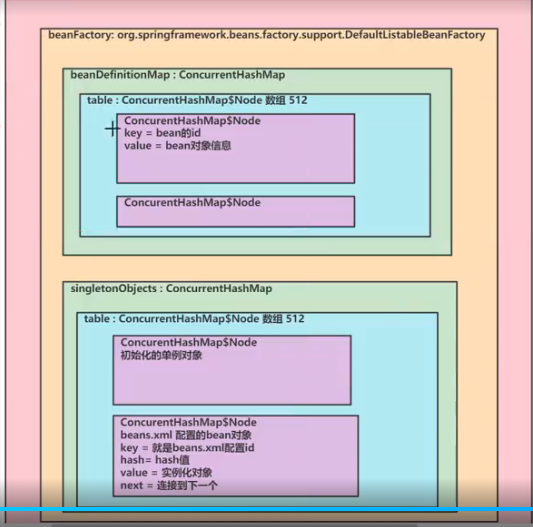 beanFactory: org.springframework.beans.factory.support.DefaultListableBeanFactory
beanDefinitionMap : ConcurrentHashMap
table : ConcurrentHashMap$Node 数组 512
ConcurentHashMap$Node
key = bean的id
value = bean对象信息
ConcurentHashMap$Node
singletonObjects : ConcurrentHashMap
table : ConcurrentHashMap$Node 数组 512
ConcurentHashMap$Node
初始化的单例对象
ConcurentHashMap$Node
beans.xml 配置的bean对象
key = 就是beans.xml配置id
hash= hash值
value = 实例化对象
next = 连接到下一个